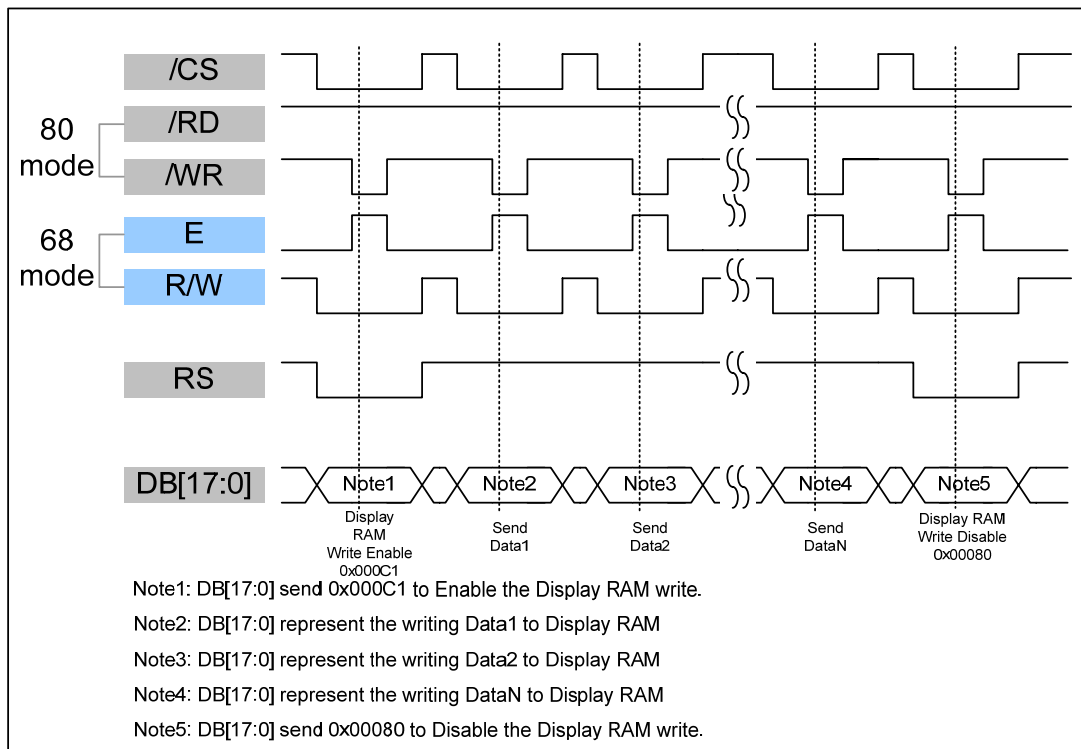 /CS
80
mode
/RD
/WR
68
mode
E
R/W
RS
DB[17:0]
Note1
Note2
Note3
Note4
Note5
Display
RAM
Write Enable
0x000C1
Send
Data1
Send
Data2
Send
DataN
Display RAM
Write Disable
0x00080
Note1: DB[17:0] send 0x000C1 to Enable the Display RAM write.
Note2: DB[17:0] represent the writing Data1 to Display RAM
Note3: DB[17:0] represent the writing Data2 to Display RAM
Note4: DB[17:0] represent the writing DataN to Display RAM
Note5: DB[17:0] send 0x00080 to Disable the Display RAM write.